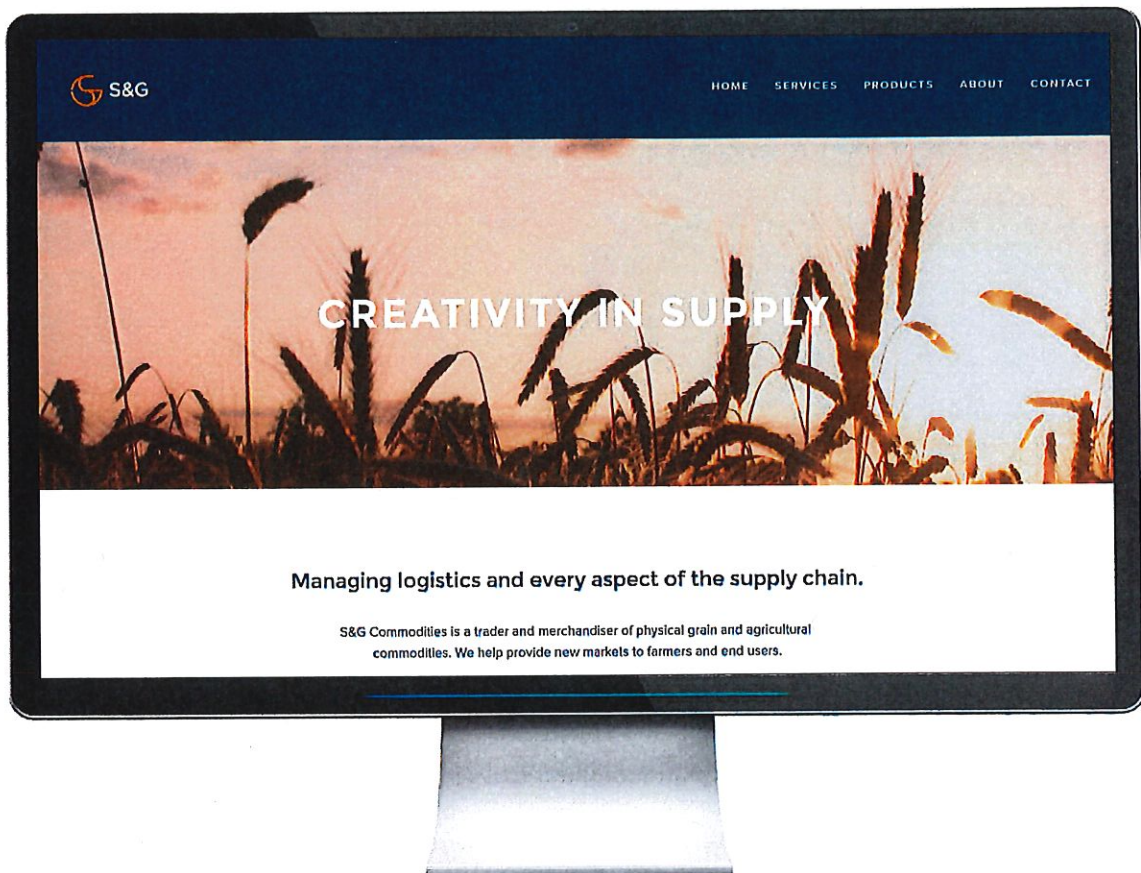 S&G
HOME SERVICES PRODUCTS ABOUT CONTACT
CREATIVITY IN SUPPLY
Managing logistics and every aspect of the supply chain.
S&G Commodities is a trader and merchandiser of physical grain and agricultural
commodities. We help provide new markets to farmers and end users.